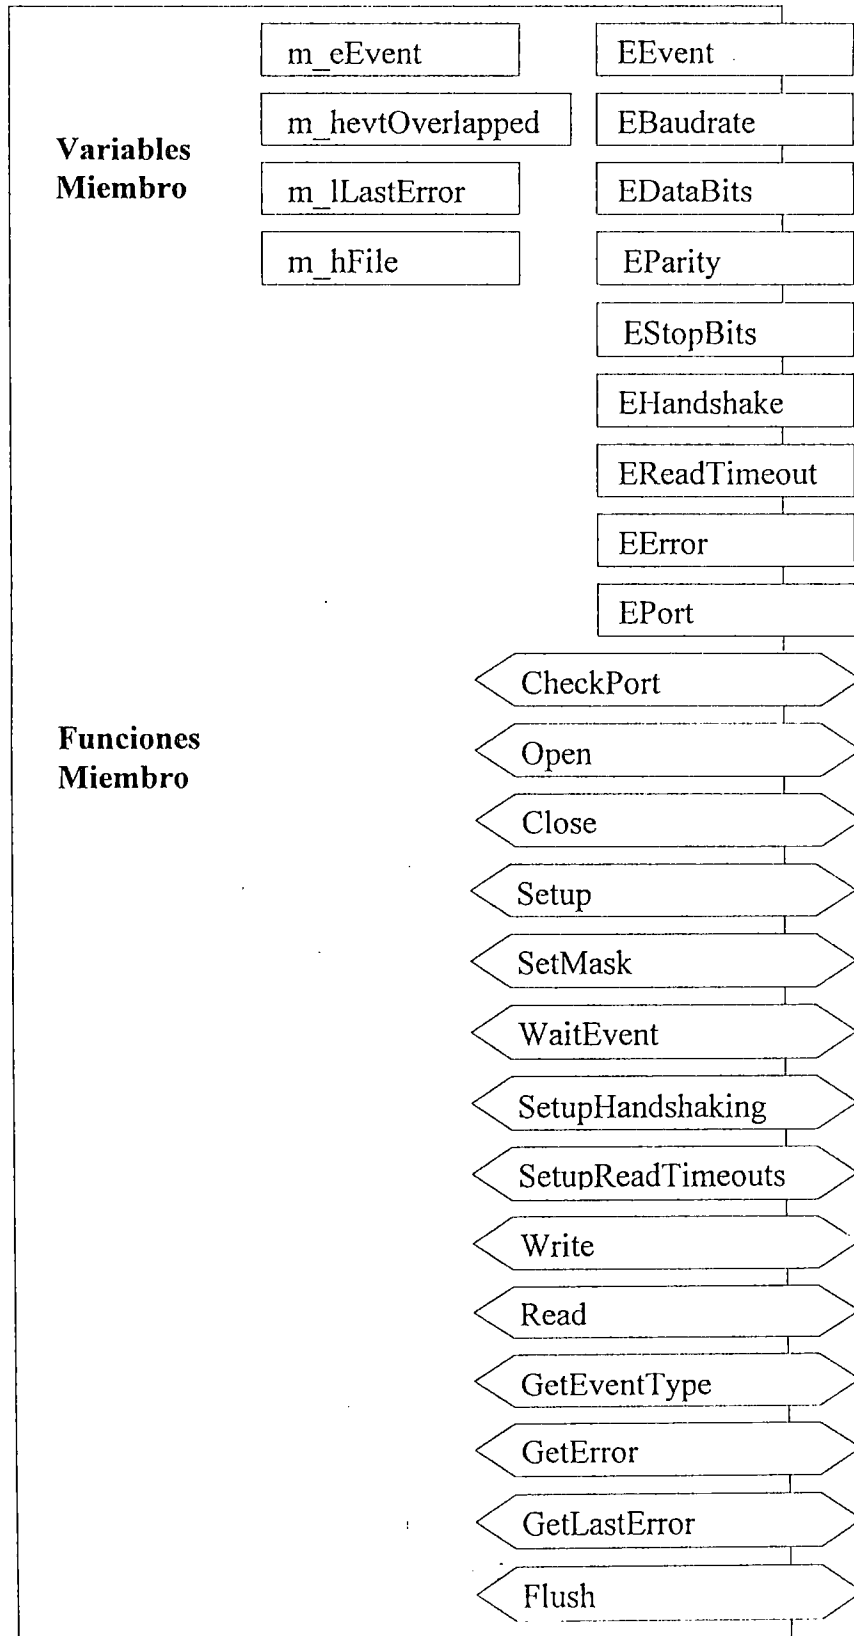 m_eEvent
EEvent
m_hevtOverlapped
EBaudrate
Variables
Miembro
m_lLastError
EDataBits
m_hFile
EParity
EStopBits
EHandshake
EReadTimeout
EError
EPort
CheckPort
Funciones
Miembro
Open
Close
Setup
SetMask
WaitEvent
SetupHandshaking
SetupReadTimeouts
Write
Read
GetEventType
GetError
GetLastError
Flush